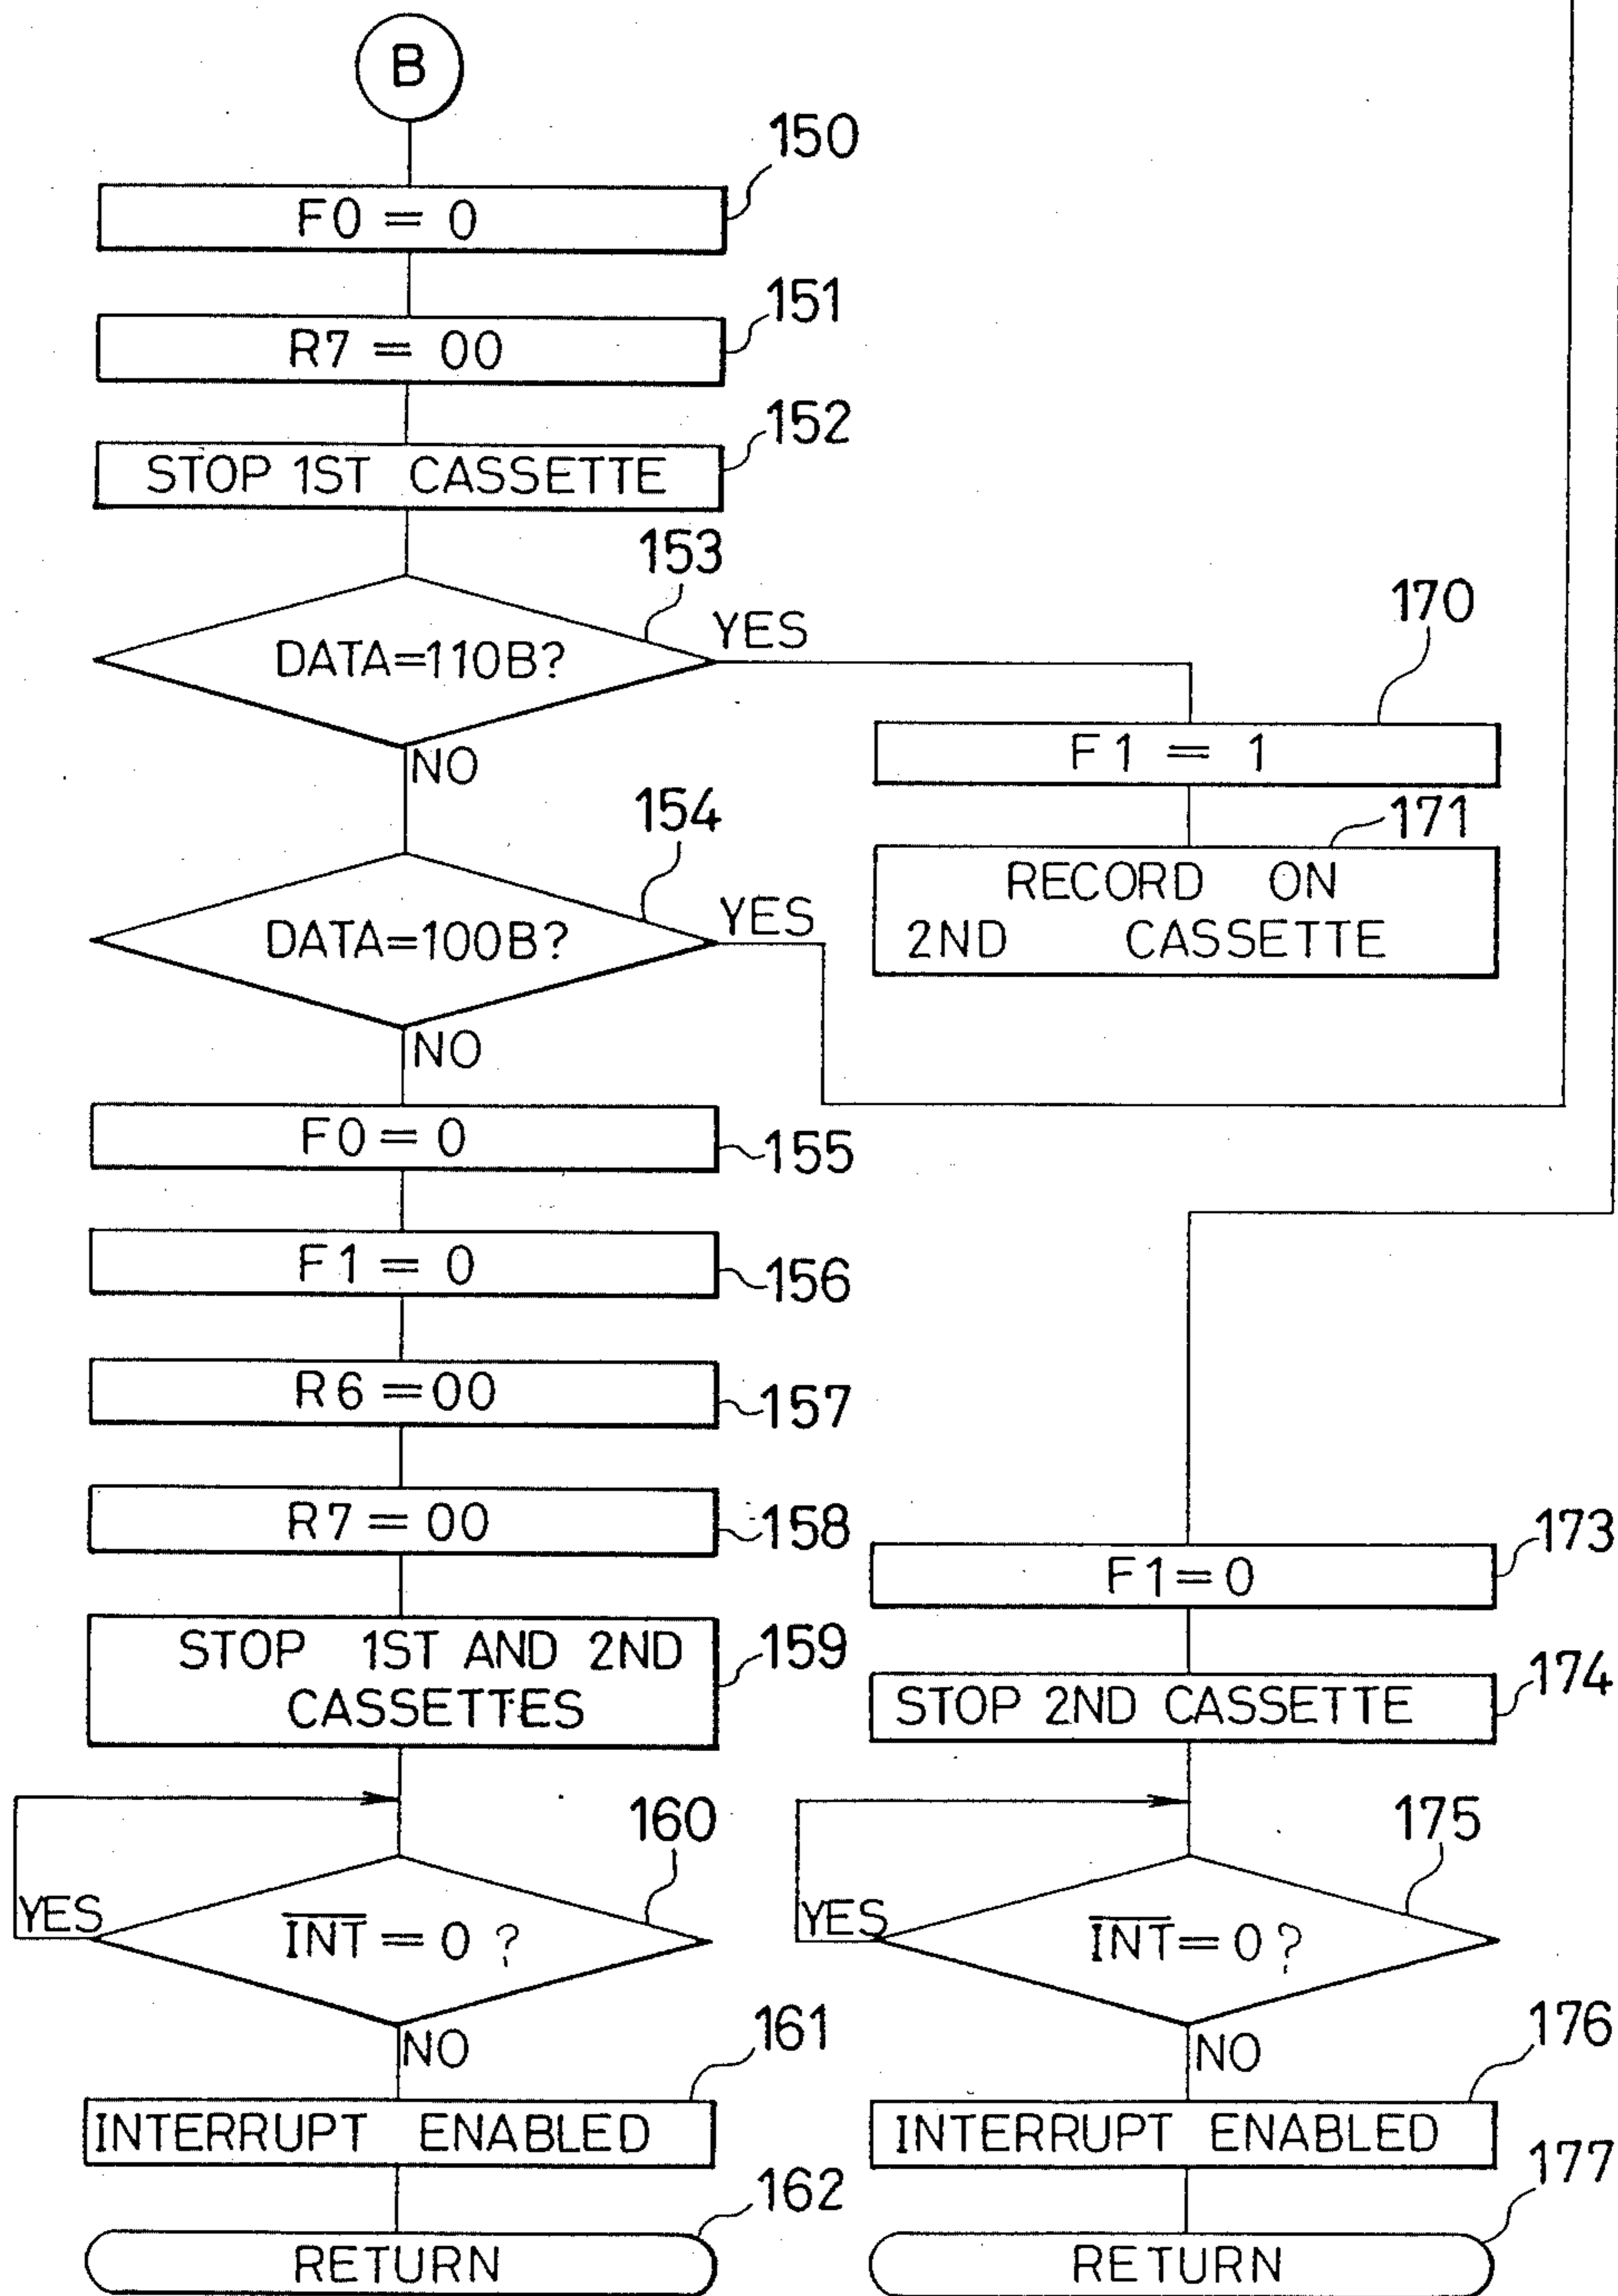 B
150
F0 = 0
151
R7 = 00
152
STOP 1ST CASSETTE
153
DATA=110B?
YES
NO
170
F1 = 1
171
RECORD ON
2ND CASSETTE
154
DATA=100B?
YES
NO
F0 = 0
155
F1 = 0
156
R6 = 00
157
R7 = 00
158
STOP 1ST AND 2ND
CASSETTES
159
160
YES
I̅N̅T̅ = 0 ?
NO
161
INTERRUPT ENABLED
162
RETURN
173
F1=0
174
STOP 2ND CASSETTE
175
YES
I̅N̅T̅=0?
NO
176
INTERRUPT ENABLED
177
RETURN